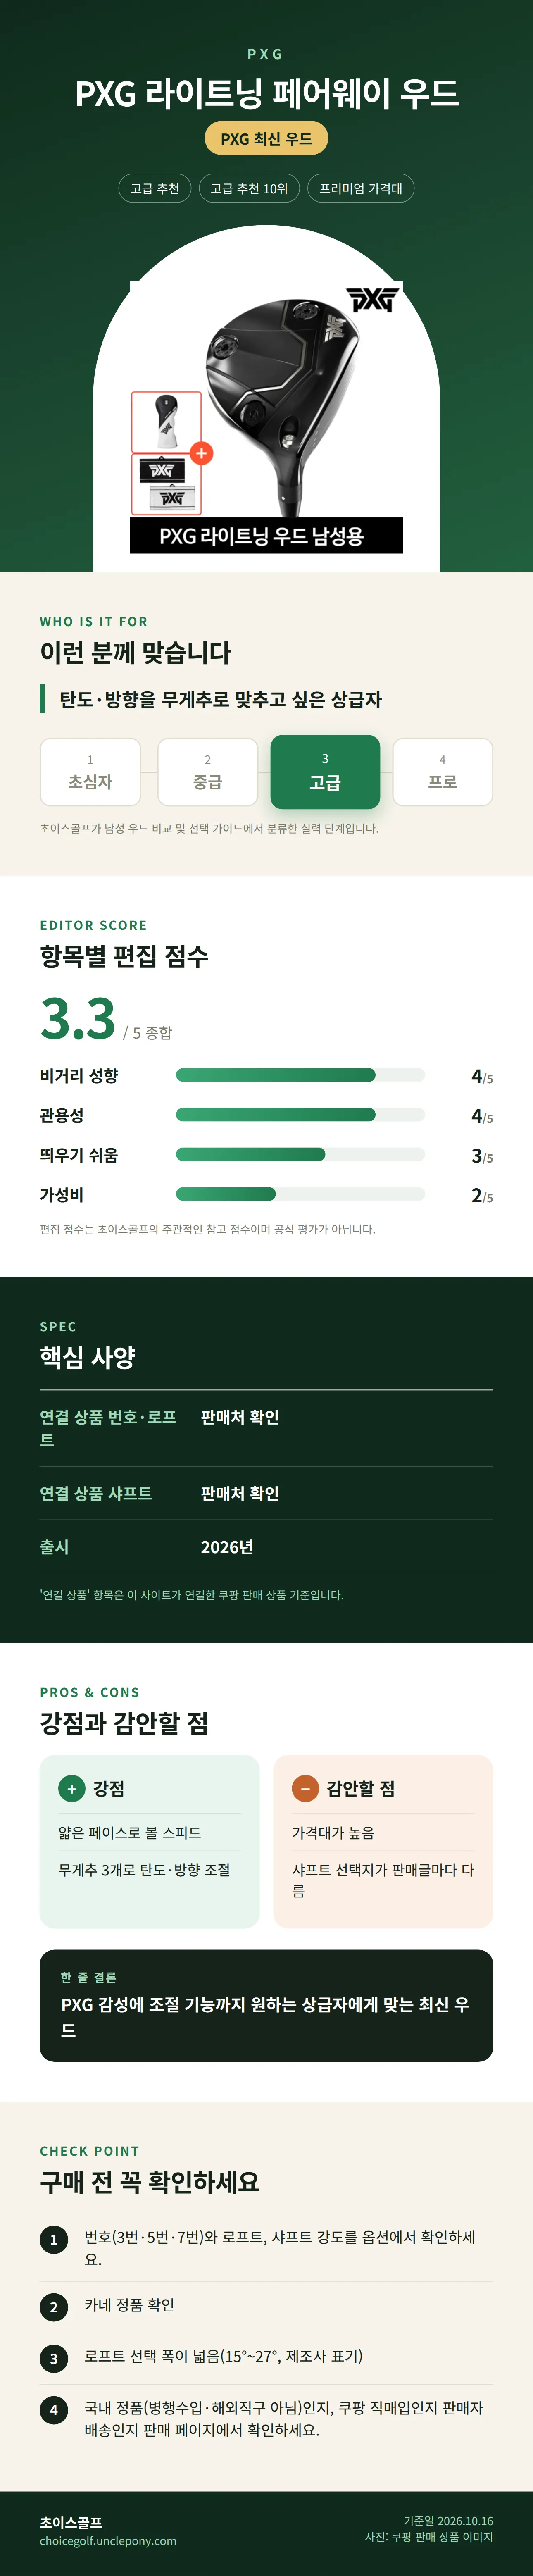 PXG
PXG 라이트닝 페어웨이 우드
PXG 최신 우드
고급 추천
고급 추천 10위
프리미엄 가격대
PXG
PXG
PXG
PXG
PXG 라이트닝 우드 남성용
WHO IS IT FOR
이런 분께 맞습니다
탄도·방향을 무게추로 맞추고 싶은 상급자
1
초심자
2
중급
3
고급
4
프로
초이스골프가 남성 우드 비교 및 선택 가이드에서 분류한 실력 단계입니다.
EDITOR SCORE
항목별 편집 점수
3.3 / 5 종합
비거리 성향 4/5
관용성 4/5
띄우기 쉬움 3/5
가성비 2/5
편집 점수는 초이스골프의 주관적인 참고 점수이며 공식 평가가 아닙니다.
SPEC
핵심 사양
연결 상품 번호·로프
트
판매처 확인
연결 상품 샤프트 판매처 확인
출시 2026년
'연결 상품' 항목은 이 사이트가 연결한 쿠팡 판매 상품 기준입니다.
PROS & CONS
강점과 감안할 점
+ 강점
얇은 페이스로 볼 스피드
무게추 3개로 탄도·방향 조절
− 감안할 점
가격대가 높음
샤프트 선택지가 판매글마다 다
름
한 줄 결론
PXG 감성에 조절 기능까지 원하는 상급자에게 맞는 최신 우
드
CHECK POINT
구매 전 꼭 확인하세요
1 번호(3번·5번·7번)와 로프트, 샤프트 강도를 옵션에서 확인하세
요.
2 카네 정품 확인
3 로프트 선택 폭이 넓음(15°~27°, 제조사 표기)
4 국내 정품(병행수입·해외직구 아님)인지, 쿠팡 직매입인지 판매자
배송인지 판매 페이지에서 확인하세요.
초이스골프
choicegolf.unclepony.com
기준일 2026.10.16
사진: 쿠팡 판매 상품 이미지